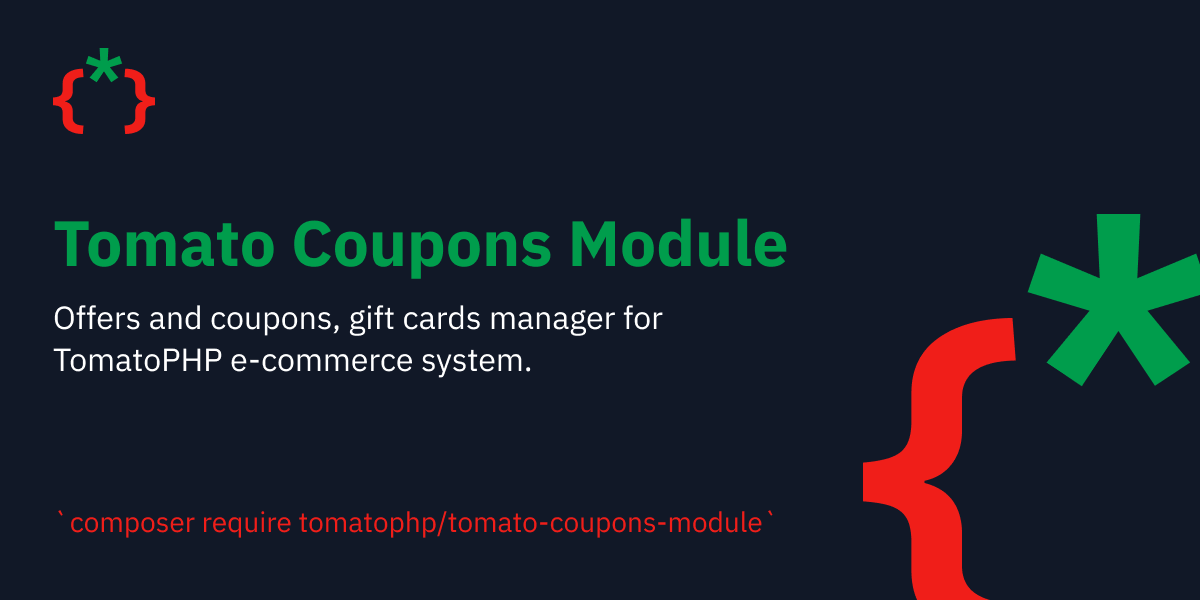 {*}
Tomato Coupons Module
Offers and coupons, gift cards manager for
TomatoPHP e-commerce system.
`composer require tomatophp/tomato-coupons-module`
{*